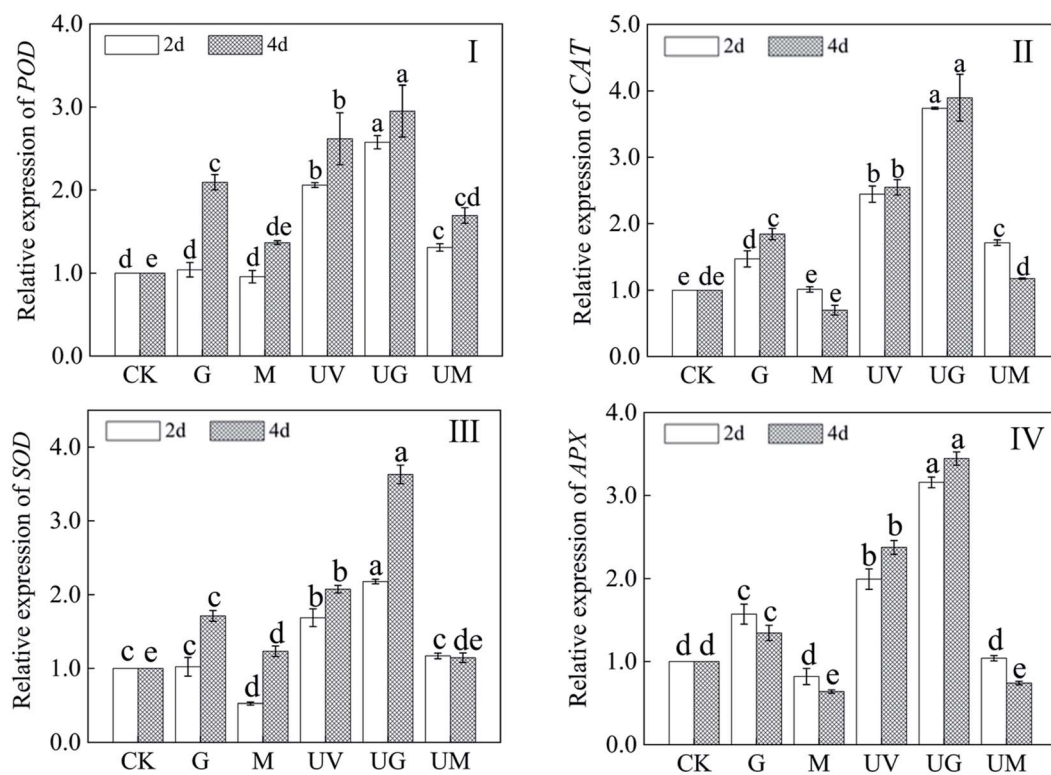 4.0
2d 4d
I
3.0
2.0
1.0
0.0
Relative expression of POD
d e
d c
d de
b b
a a
c cd
CK G M UV UG UM
5.0
2d 4d
II
4.0
3.0
2.0
1.0
0.0
Relative expression of CAT
e de
d c
e e
b b
a a
c d
CK G M UV UG UM
2d 4d
III
4.0
3.0
2.0
1.0
0.0
Relative expression of SOD
c e
c c
d d
b b
a a
c de
CK G M UV UG UM
4.0
2d 4d
IV
3.0
2.0
1.0
0.0
Relative expression of APX
d d
c c
d e
b b
a a
d e
CK G M UV UG UM